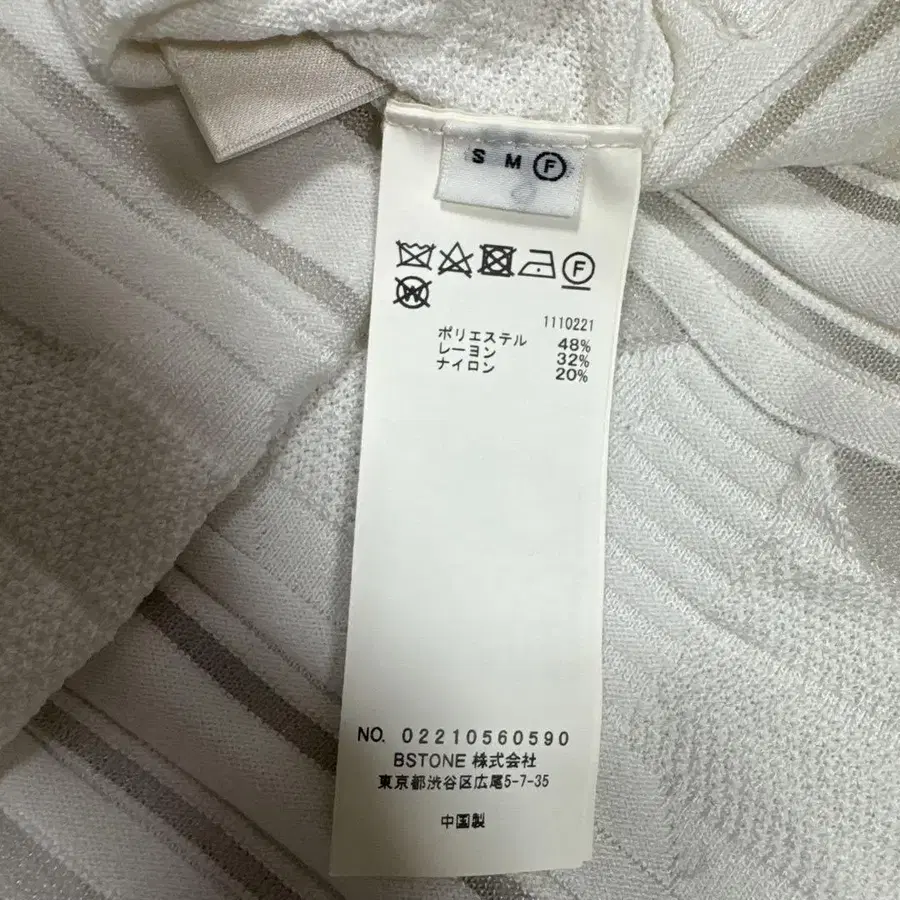 S M F
F
W
1110221
ポリエステル 48%
レーヨン 32%
ナイロン 20%
NO. 02210560590
BSTONE 株式会社
東京都渋谷区広尾5-7-35
中国製